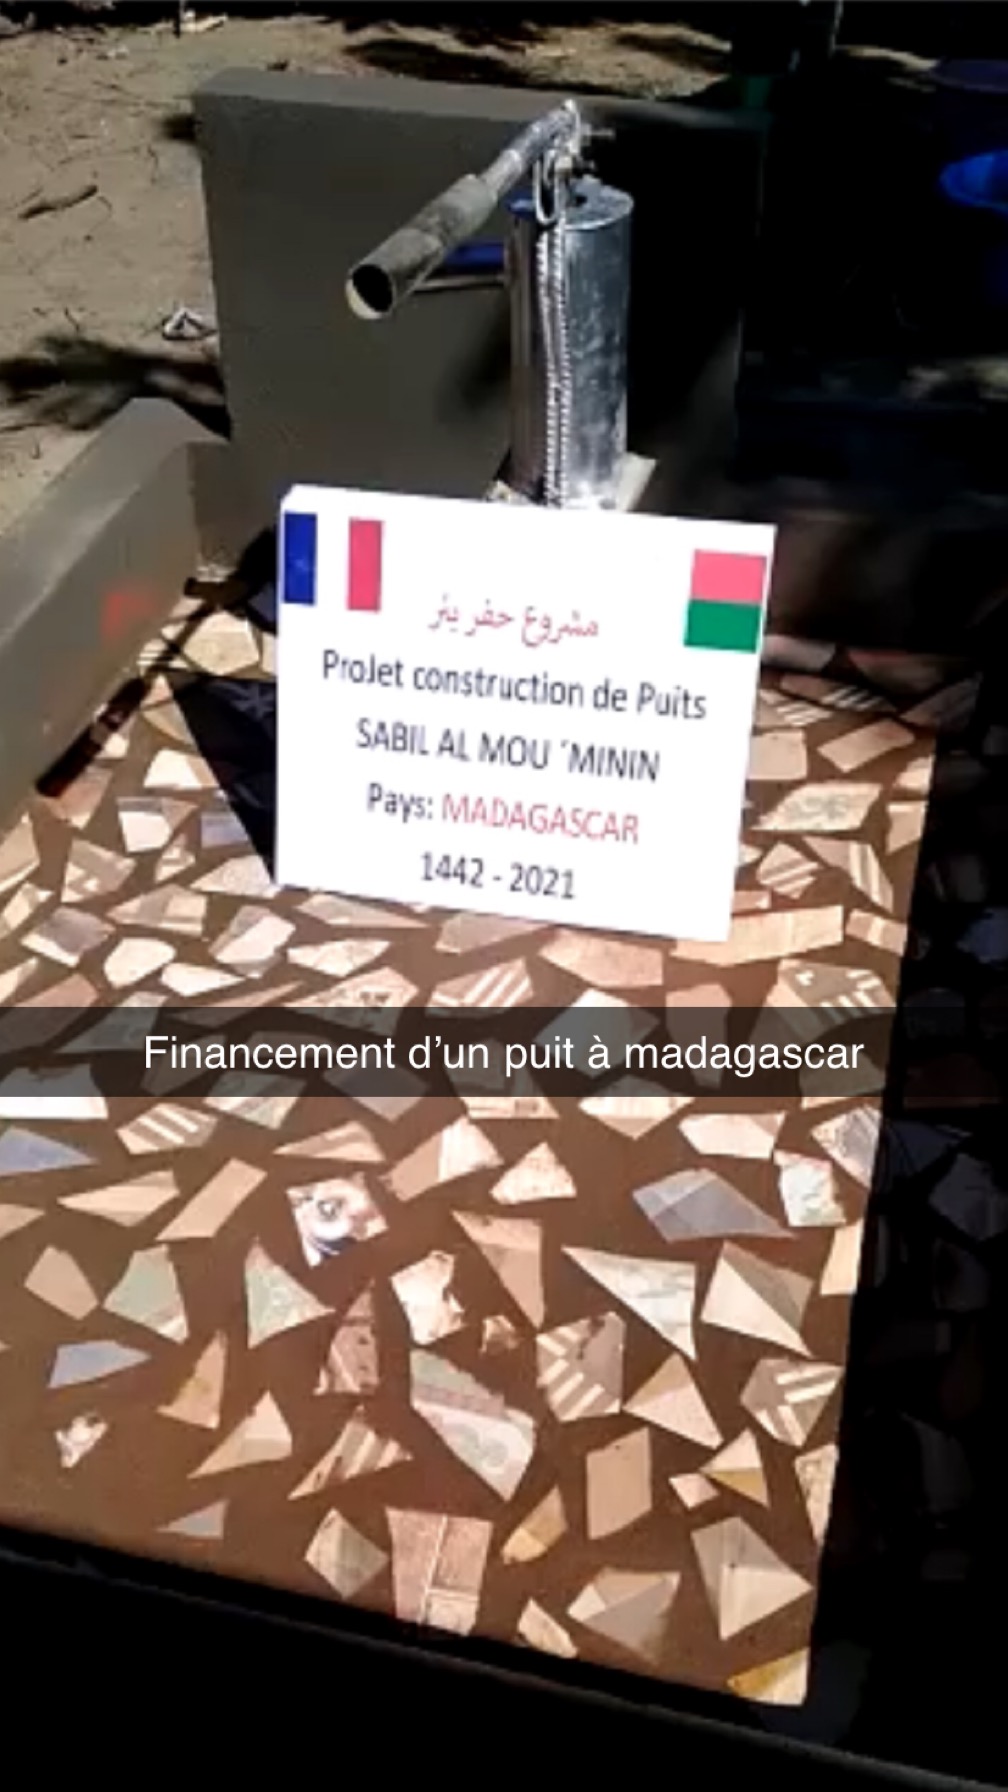 مشروع حفر بئر
ProJet construction de Puits
SABIL AL MOU ´MININ
Pays: MADAGASCAR
1442 - 2021
Financement d’un puit à madagascar